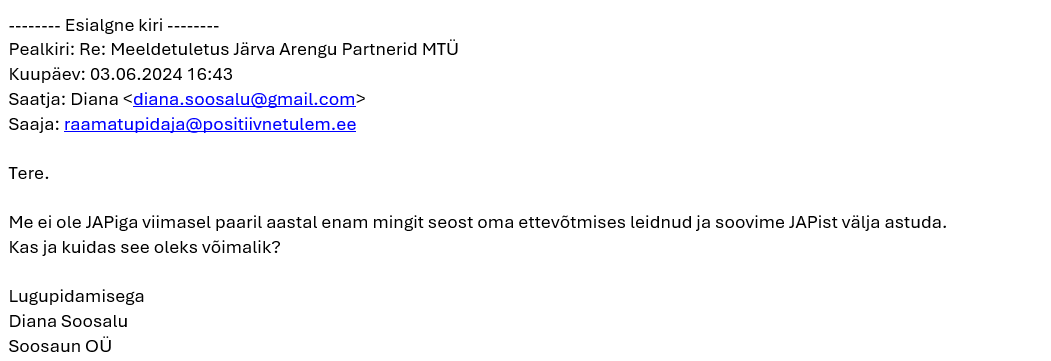 -------- Esialgne kiri --------
Pealkiri: Re: Meeldetuletus Järva Arengu Partnerid MTÜ
Kuupäev: 03.06.2024 16:43
Saatja: Diana <diana.soosalu@gmail.com>
Saaja: raamatupidaja@positiivnetulem.ee
Tere.
Me ei ole JAPiga viimasel paaril aastal enam mingit seost oma ettevõtmises leidnud ja soovime JAPist välja astuda.
Kas ja kuidas see oleks võimalik?
Lugupidamisega
Diana Soosalu
Soosaun OÜ